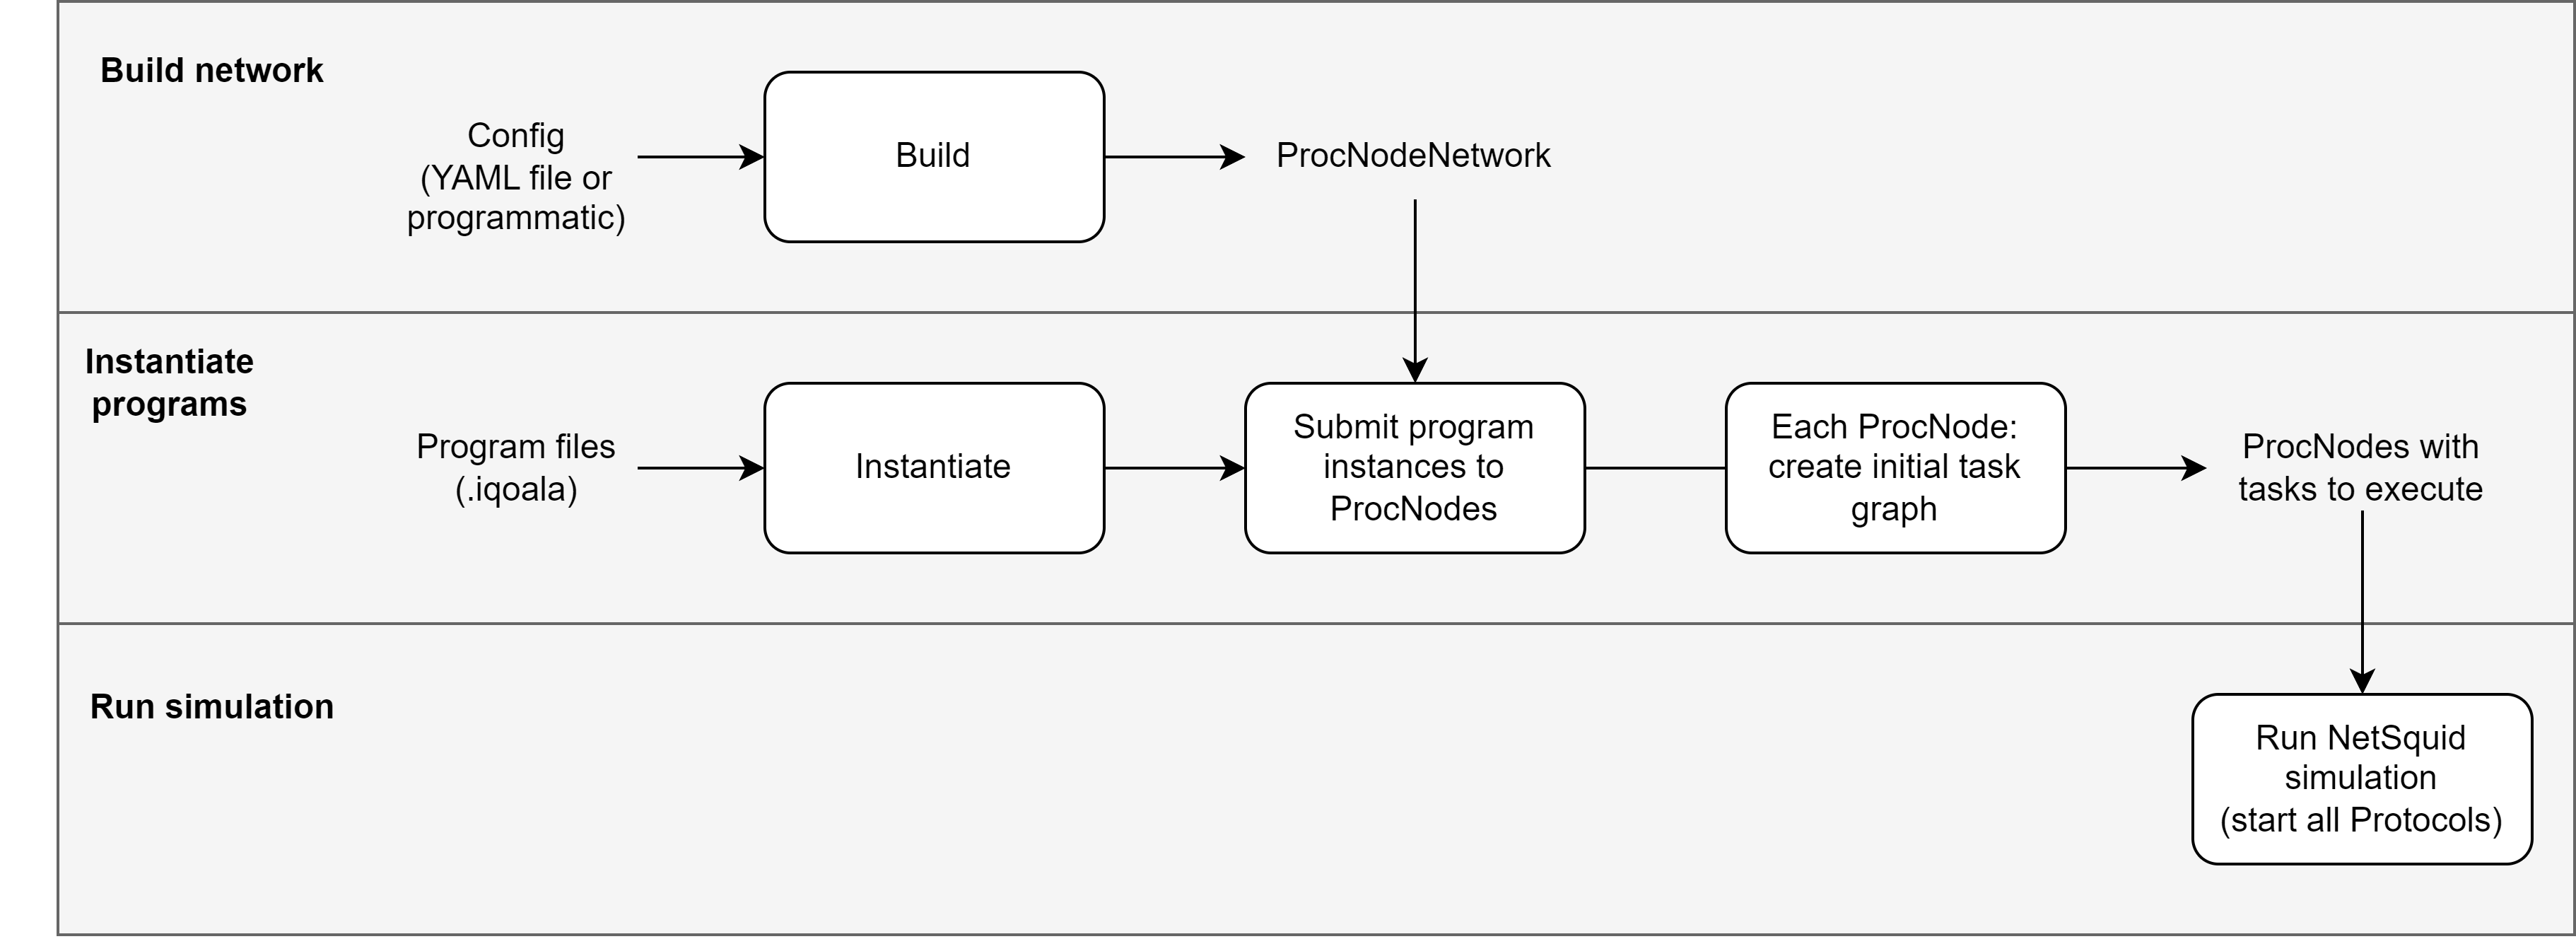 Build network
Config
(YAML file or
programmatic)
Build
ProcNodeNetwork
Instantiate
programs
Program files
(.iqoala)
Instantiate
Submit program
instances to
ProcNodes
Each ProcNode:
create initial task
graph
ProcNodes with
tasks to execute
Run simulation
Run NetSquid
simulation
(start all Protocols)